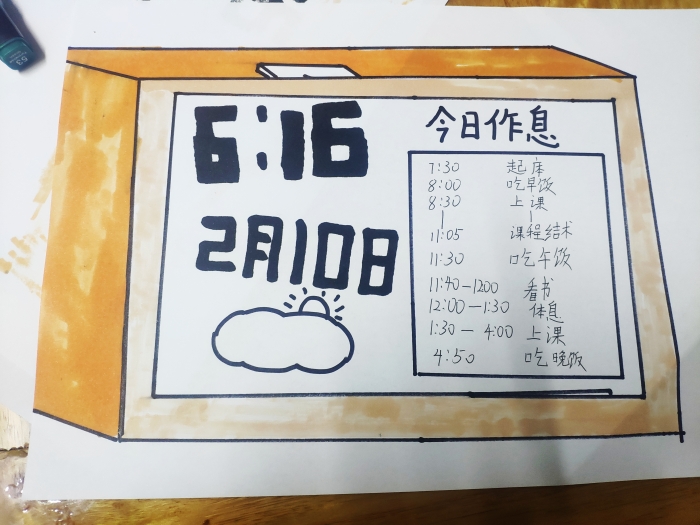 6:16
2月10日
今日作息
7:30 起床
8:00 吃早饭
8:30 上课
|   |
11:05 课程结术
11:30 吃午饭
11:40-1200 看书
12:00-1:30 体息
1:30-4:00 上课
4:50 吃晚饭